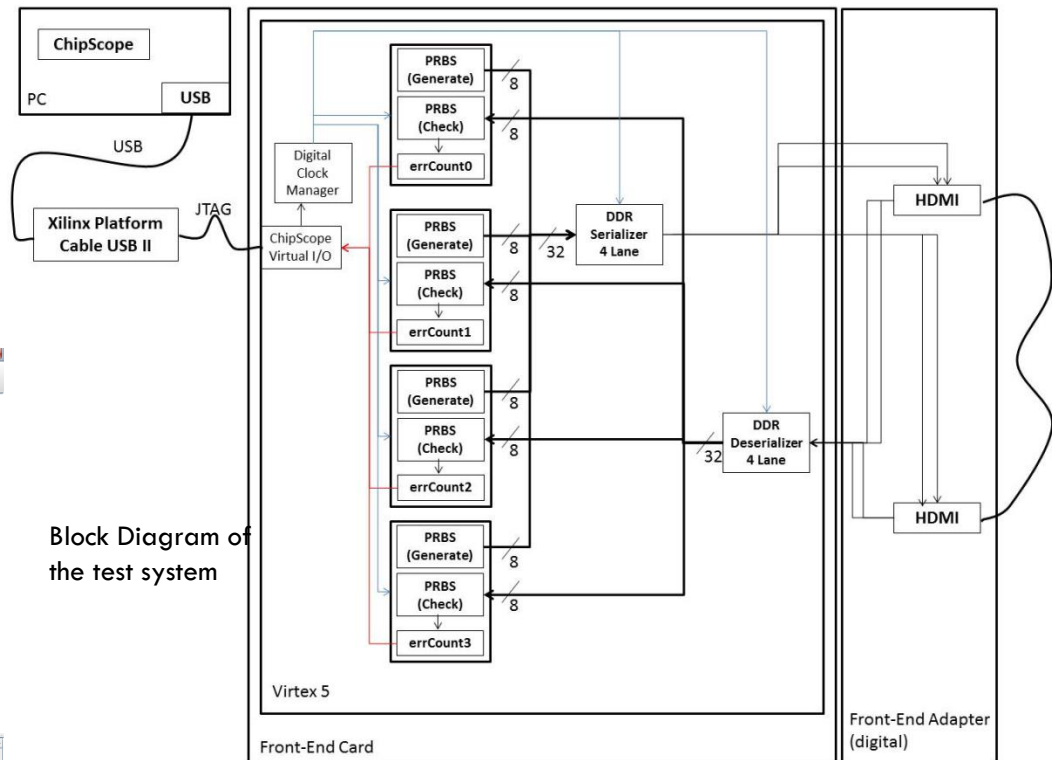 ChipScope
USB
PC
USB
Xilinx Platform
Cable USB II
JTAG
Digital
Clock
Manager
ChipScope
Virtual I/O
PRBS
(Generate)
8
PRBS
(Check)
8
errCount0
PRBS
(Generate)
8
PRBS
(Check)
8
errCount1
PRBS
(Generate)
8
PRBS
(Check)
8
errCount2
PRBS
(Generate)
8
PRBS
(Check)
8
errCount3
32
DDR
Serializer
4 Lane
32
DDR
Deserializer
4 Lane
HDMI
HDMI
Block Diagram of
the test system
Virtex 5
Front-End Card
Front-End Adapter
(digital)